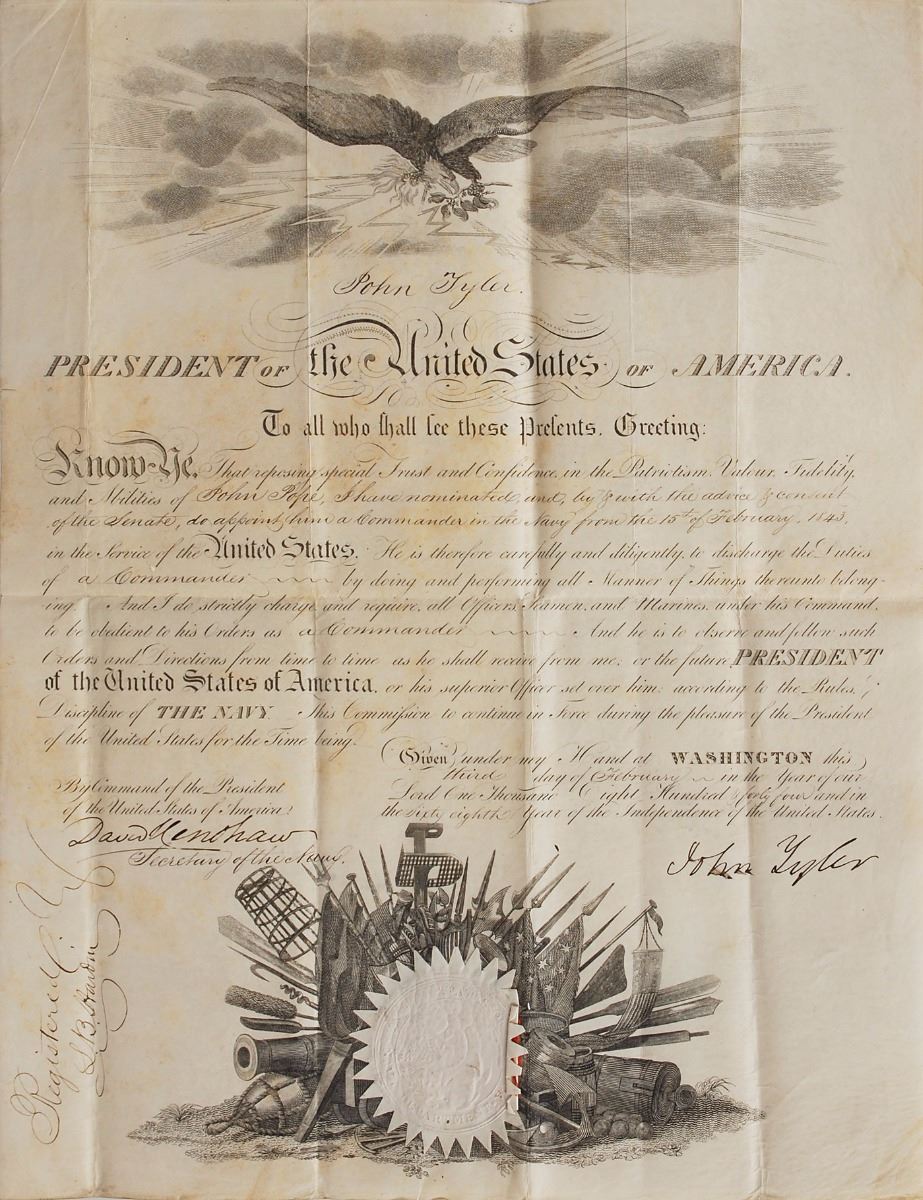 John Tyler.
PRESIDENT OF the United States OF AMERICA.
To all who shall see these Presents, Greeting:
Know Ye, That reposing special Trust and Confidence in the Patriotism, Valour, Fidelity,
and Abilities of John Pope, I have nominated, and, by & with the advice & consent
of the Senate, do appoint him a Commander in the Navy from the 15th of February, 1843,
in the Service of the United States. He is therefore carefully and diligently to discharge the Duties
of a Commander by doing and performing all Manner of Things thereunto belong-
ing. And I do strictly charge, and require, all Officers, Seamen, and Marines, under his Command,
to be obedient to his Orders as a Commander. And he is to observe and follow such
Orders and Directions from time to time as he shall receive from me, or the future PRESIDENT
of the United States of America, or his superior Officer set over him, according to the Rules &
Discipline of THE NAVY. This Commission to continue in Force during the pleasure of the President
of the United States for the Time being.
Given under my Hand at WASHINGTON this
third day of February in the Year of our
Lord One Thousand Eight Hundred & forty four and in
the sixty eighth Year of the Independence of the United States.
By Command of the President
of the United States of America.
David Henshaw
Secretary of the Navy.
John Tyler
Registered